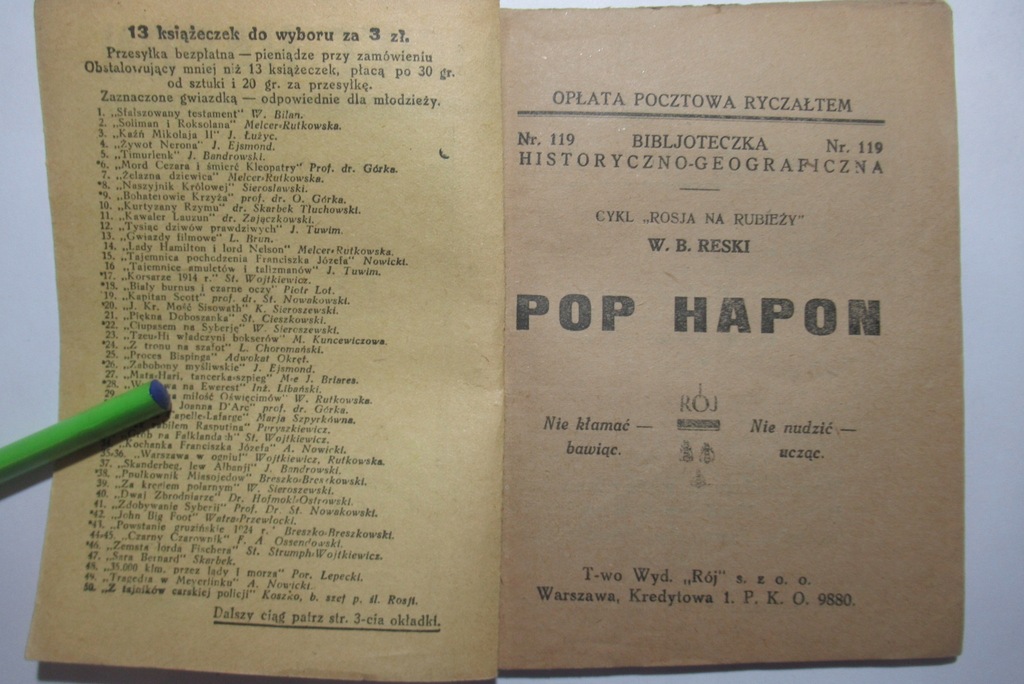 13 książeczek do wyboru za 3 zł.
Przesyłka bezpłatna — pieniądze przy zamówieniu
Obstalowujący mniej niż 13 książeczek, płacą po 30 gr.
od sztuki i 20 gr. za przesyłkę.
Zaznaczone gwiazdką — odpowiednie dla młodzieży.
1. „Sfałszowany testament" W. Bilan.
2. „Soliman i Roksolana" Melcer-Rutkowska.
3. „Kaźń Mikołaja II" J. Łużyc.
4. „Żywot Nerona" J. Ejsmond.
5. „Timurlenk" J. Bandrowski.
*6. „Mord Cezara i śmierć Kleopatry" Prof. dr. Górka.
7. „Żelazna dziewica" Melcer-Rutkowska.
*8. „Naszyjnik Królowej" Sierosławski.
*9. „Bohaterowie Krzyża" prof. dr. O. Górka.
10. „Kurtyzany Rzymu" dr. Skarbek Tłuchowski.
11. „Kawaler Lauzun" dr. Zajączkowski.
12. „Tysiąc dziwów prawdziwych" J. Tuwim.
13. „Gwiazdy filmowe" L. Brun.
14. „Lady Hamilton i lord Nelson" Melcer-Rutkowska.
15. „Tajemnica pochodzenia Franciszka Józefa" Nowicki.
16 „Tajemnice amuletów i talizmanów" J. Tuwim.
*17. „Korsarze 1914 r." St. Wojtkiewicz.
*18. „Biały burnus i czarne oczy" Piotr Lot.
19. „Kapitan Scott" prof. dr. St. Nowakowski.
*20. „J. Kr. Mość Sisowath" K. Sieroszewski.
21. „Piękna Doboszanka" St. Cieszkowski.
*22. „Ciupasem na Syberję" W. Sieroszewski.
23. „Tzeu-Hi władczyni bokserów" M. Kuncewiczowa.
*24. „Z tronu na szafot" L. Choromański.
25. „Proces Bispinga" Adwokat Okręt.
*26. „Zabobony myśliwskie" J. Ejsmond.
27. „Mata-Hari, tancerka-szpieg" M-e J. Briares.
*28. na Ewerest" Inż. Libański.
29 miłość Oświęcimów" W. Rutkowska.
Joanna D'Arc" prof. dr. Górka.
apelle-Lafarge" Marja Szpyrkówna.
bilem Rasputina" Peryszkiewicz.
na Falklandach" St. Wojtkiewicz.
„Kochanka Franciszka Józefa" A. Nowicki.
35-36. „Warszawa w ogniu!" Wojtkiewicz, Rutkowska.
37. „Skanderbeg, lew Albanji" J. Bandrowski.
*38. „Pułkownik Miasojedow" Breszko-Breszkowski.
39. „Za kręgiem polarnym" W. Sieroszewski.
40. „Dwaj Zbrodniarze" Dr. Hofmokl-Ostrowski.
41. „Zdobywanie Syberji" Prof. Dr. St. Nowakowski.
*42. „John Big Foot" Watra-Przewłocki.
*43. „Powstanie gruzińskie 1924 r." Breszko-Breszkowski.
44-45. „Czarny Czarownik" F. A. Ossendowski.
*46. „Zemsta lorda Fischera" St. Strumph-Wojtkiewicz.
47. „Sara Bernard" Skarbek.
48. „35.000 klm. przez lądy i morza" Por. Lepecki.
49. „Tragedja w Meyerlinku" A. Nowicki.
50. „Z tajników carskiej policji" Koszko, b. szef p. śl. Rosji.
Dalszy ciąg patrz str. 3-cia okładki.
OPŁATA POCZTOWA RYCZAŁTEM
Nr. 119 BIBLJOTECZKA Nr. 119
HISTORYCZNO-GEOGRAFICZNA
CYKL „ROSJA NA RUBIEŻY"
W. B. RESKI
POP HAPON
RÓJ
Nie kłamać —
bawiąc.
Nie nudzić —
ucząc.
T-wo Wyd. „Rój" s. z o. o.
Warszawa, Kredytowa 1. P. K. O. 9880.